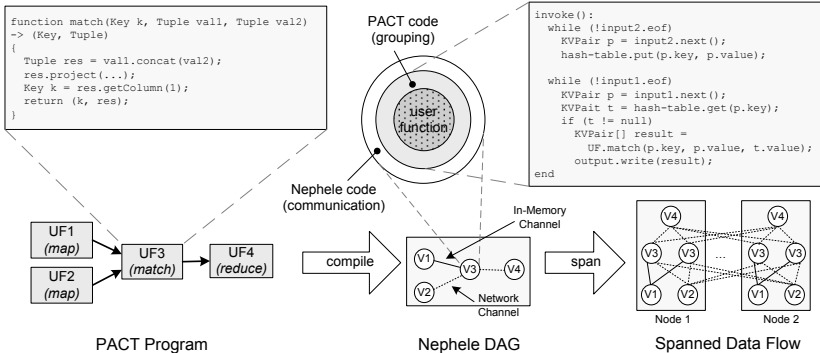 function match(Key k, Tuple val1, Tuple val2)
-> (Key, Tuple)
{
Tuple res = val1.concat(val2);
res.project(...);
Key k = res.getColumn(1);
return (k, res);
}
PACT code
(grouping)
user
function
Nephele code
(communication)
invoke():
while (!input2.eof)
KVPair p = input2.next();
hash-table.put(p.key, p.value);
while (!input1.eof)
KVPair p = input1.next();
KVPait t = hash-table.get(p.key);
if (t != null)
KVPair[] result =
UF.match(p.key, p.value, t.value);
output.write(result);
end
UF1
(map)
UF2
(map)
UF3
(match)
UF4
(reduce)
compile
In-Memory
Channel
V1
V3
V4
V2
Network
Channel
span
V4
V4
V3
V3
...
V3
V3
V1
V2
V1
V2
Node 1
Node 2
PACT Program
Nephele DAG
Spanned Data Flow